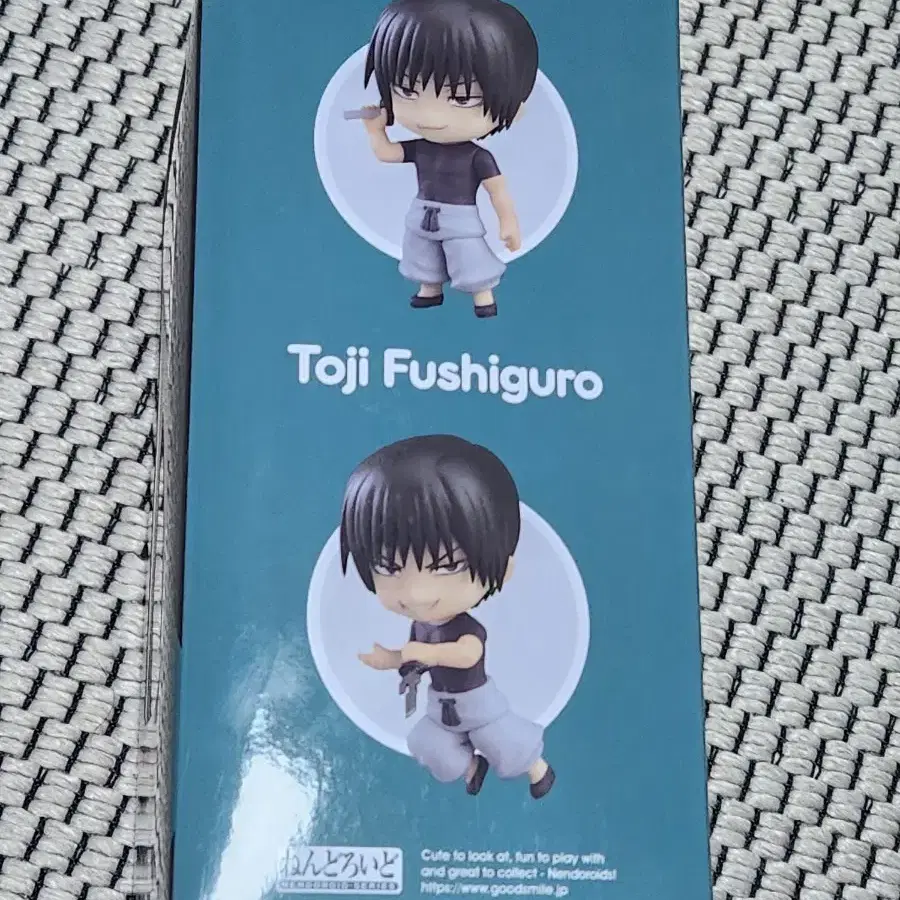 Toji Fushiguro
ねんどろいど
NENDOROID-SERIES
Cute to look at, fun to play with
and great to collect - Nendoroids!
https://www.goodsmile.jp